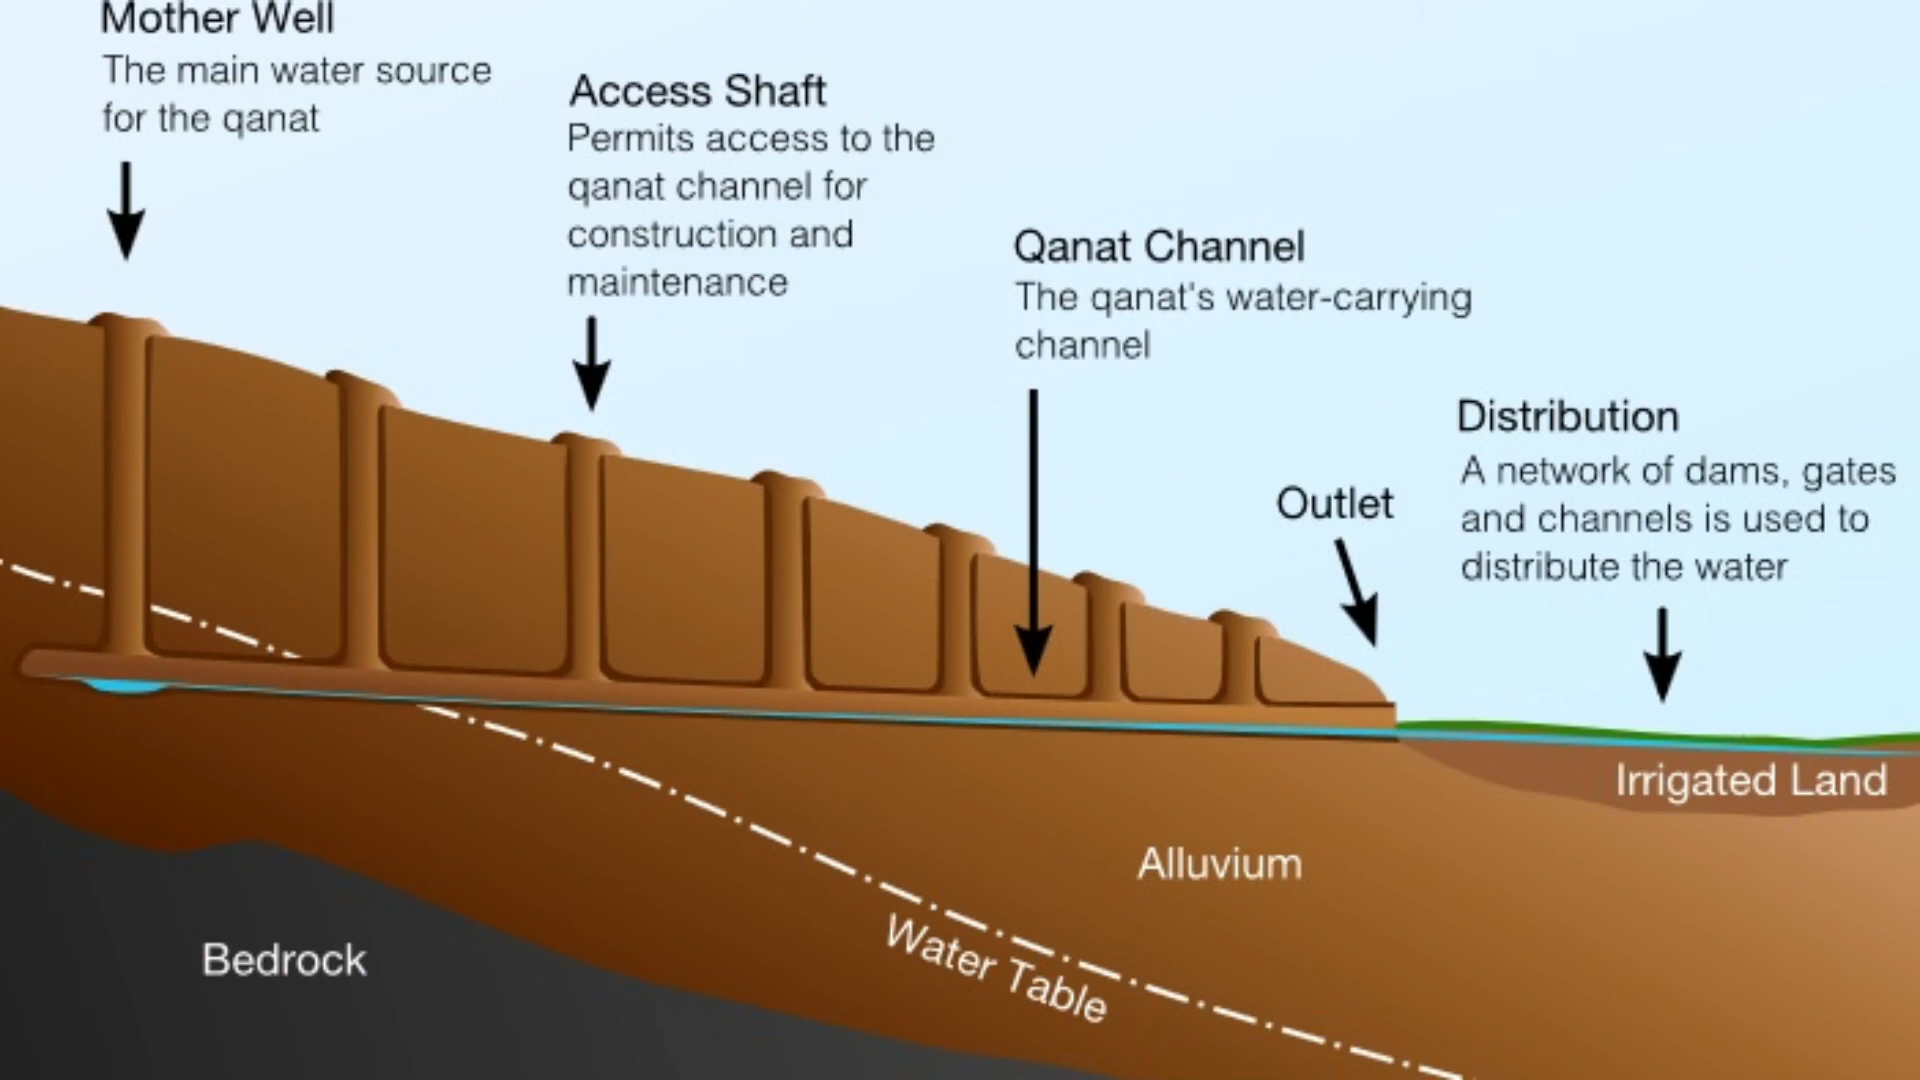 Mother Well
The main water source
for the qanat
Access Shaft
Permits access to the
qanat channel for
construction and
maintenance
Qanat Channel
The qanat's water-carrying
channel
Outlet
Distribution
A network of dams, gates
and channels is used to
distribute the water
Irrigated Land
Alluvium
Water Table
Bedrock